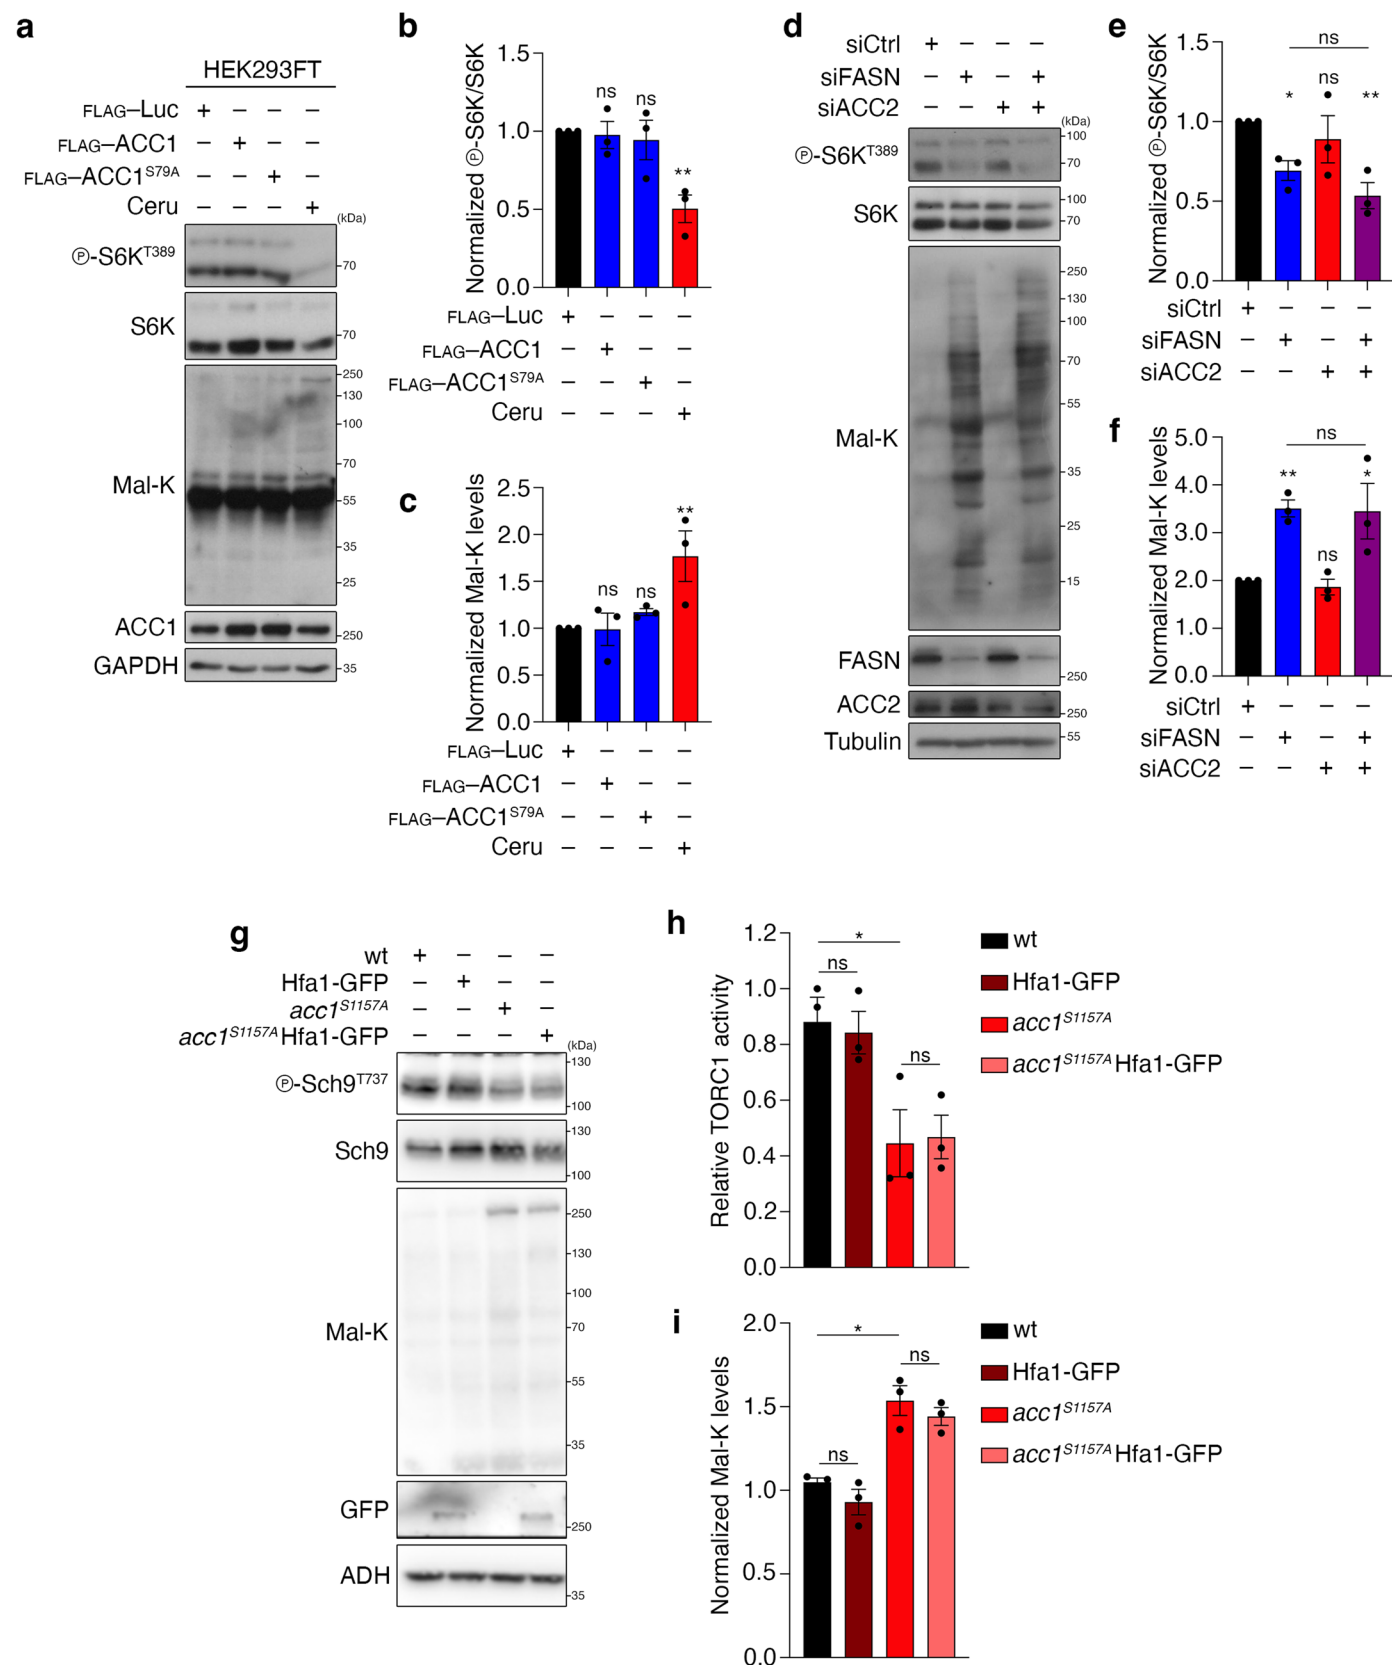 a
HEK293FT
FLAG–Luc + – – –
FLAG–ACC1 – + – –
FLAG–ACC1S79A – – + –
Ceru – – – +
(kDa)
Ⓟ-S6KT389
70
S6K
70
Mal-K
250
130
100
70
55
35
25
ACC1
250
GAPDH
35
b
Normalized Ⓟ-S6K/S6K
1.5
1.0
0.5
0.0
ns
ns
**
FLAG–Luc + – – –
FLAG–ACC1 – + – –
FLAG–ACC1S79A – – + –
Ceru – – – +
c
Normalized Mal-K levels
2.5
2.0
1.5
1.0
0.5
0.0
ns
ns
**
FLAG–Luc + – – –
FLAG–ACC1 – + – –
FLAG–ACC1S79A – – + –
Ceru – – – +
d
siCtrl + – – –
siFASN – + – +
siACC2 – – + +
(kDa)
Ⓟ-S6KT389
100
70
S6K
100
70
Mal-K
250
130
100
70
55
35
25
15
FASN
250
ACC2
250
Tubulin
55
e
Normalized Ⓟ-S6K/S6K
1.5
1.0
0.5
0.0
ns
*
ns
**
siCtrl + – – –
siFASN – + – +
siACC2 – – + +
f
Normalized Mal-K levels
5.0
4.0
3.0
2.0
1.0
0.0
ns
**
ns
*
siCtrl + – – –
siFASN – + – +
siACC2 – – + +
g
wt + – – –
Hfa1-GFP – + – –
acc1S1157A – – + –
acc1S1157A Hfa1-GFP – – – +
(kDa)
Ⓟ-Sch9T737
130
100
Sch9
130
100
Mal-K
250
130
100
70
55
35
GFP
250
ADH
35
h
Relative TORC1 activity
1.2
1.0
0.8
0.6
0.4
0.2
0.0
*
ns
ns
wt
Hfa1-GFP
acc1S1157A
acc1S1157A Hfa1-GFP
i
Normalized Mal-K levels
2.0
1.5
1.0
0.5
0.0
*
ns
ns
wt
Hfa1-GFP
acc1S1157A
acc1S1157A Hfa1-GFP